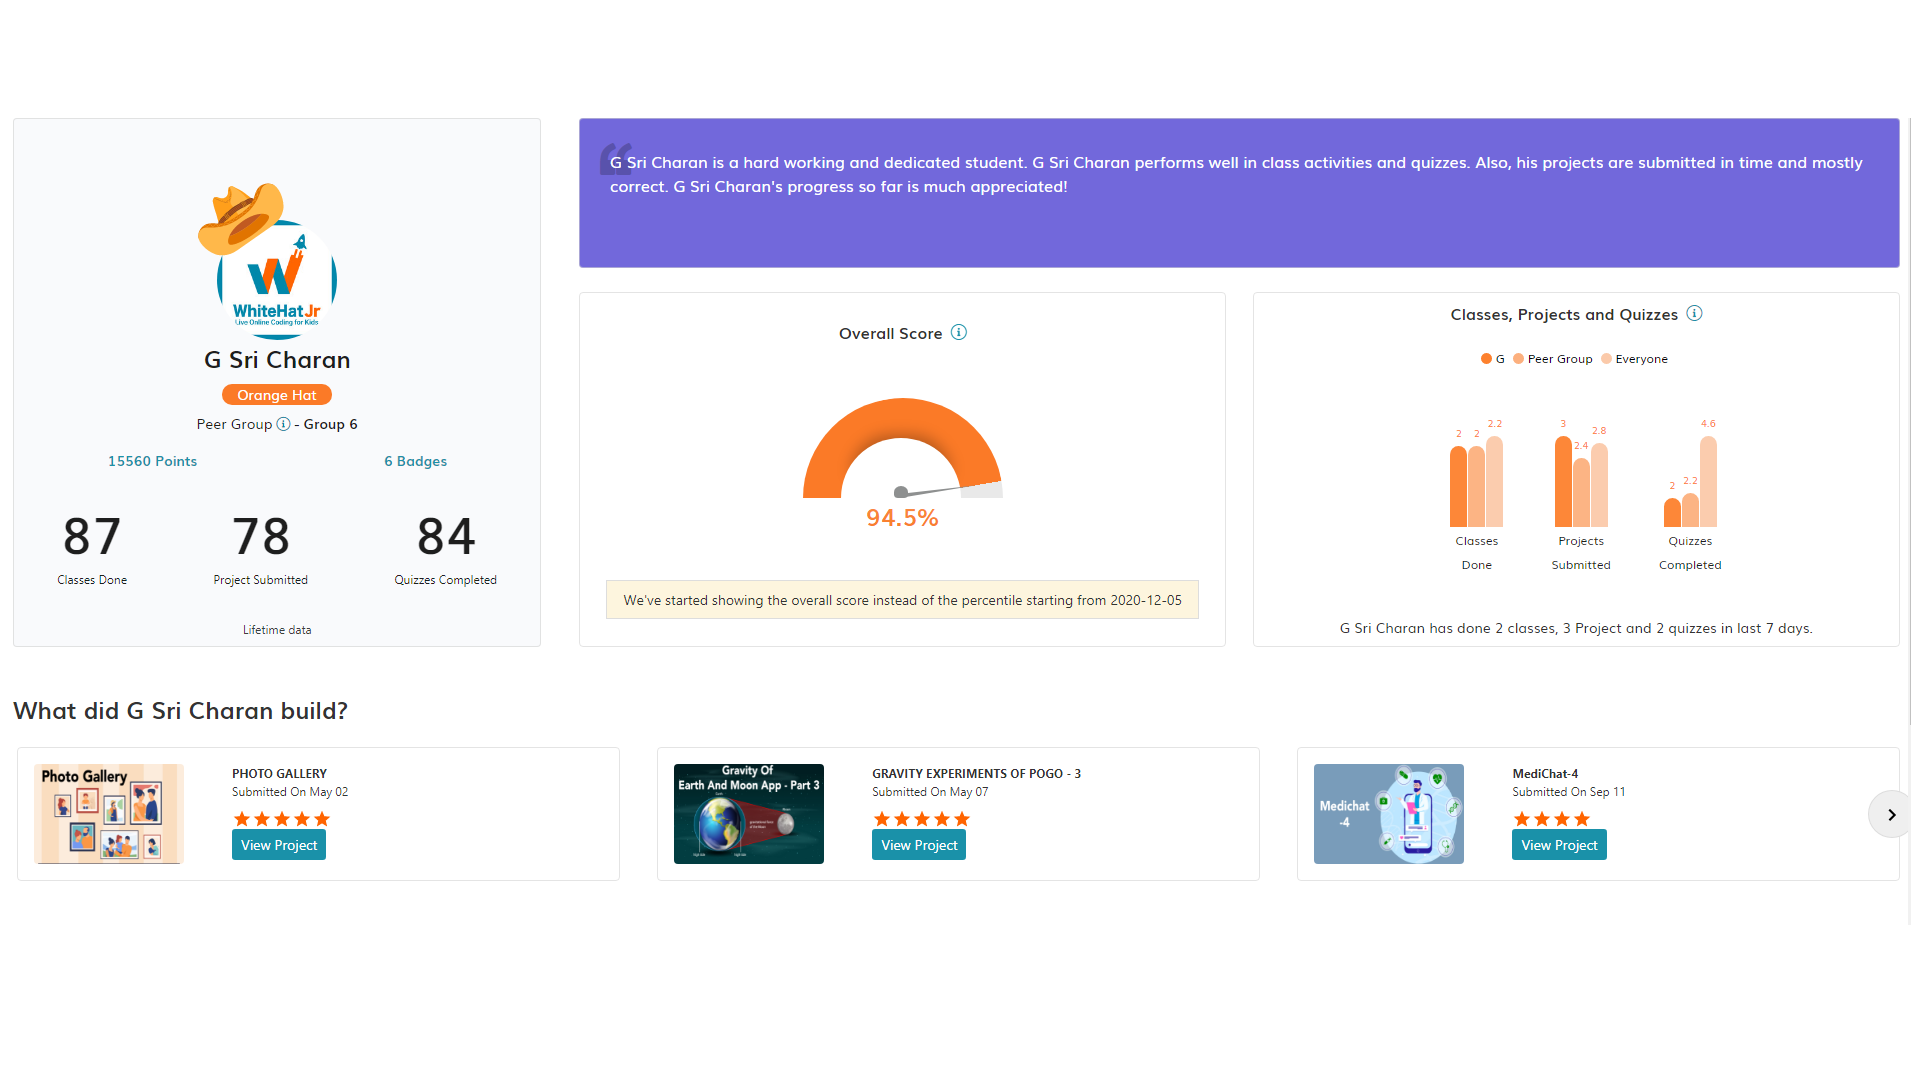 WhiteHatJr
Live Online Coding for Kids
G Sri Charan
Orange Hat
Peer Group - Group 6
15560 Points
6 Badges
87
78
84
Classes Done
Project Submitted
Quizzes Completed
Lifetime data
G Sri Charan is a hard working and dedicated student. G Sri Charan performs well in class activities and quizzes. Also, his projects are submitted in time and mostly
correct. G Sri Charan's progress so far is much appreciated!
Overall Score
94.5%
We've started showing the overall score instead of the percentile starting from 2020-12-05
Classes, Projects and Quizzes
G Peer Group Everyone
2 2 2.2
3 2.4 2.8
2 2.2 4.6
Classes
Done
Projects
Submitted
Quizzes
Completed
G Sri Charan has done 2 classes, 3 Project and 2 quizzes in last 7 days.
What did G Sri Charan build?
Photo Gallery
PHOTO GALLERY
Submitted On May 02
View Project
Gravity Of
Earth And Moon App - Part 3
GRAVITY EXPERIMENTS OF POGO - 3
Submitted On May 07
View Project
Medichat
-4
MediChat-4
Submitted On Sep 11
View Project